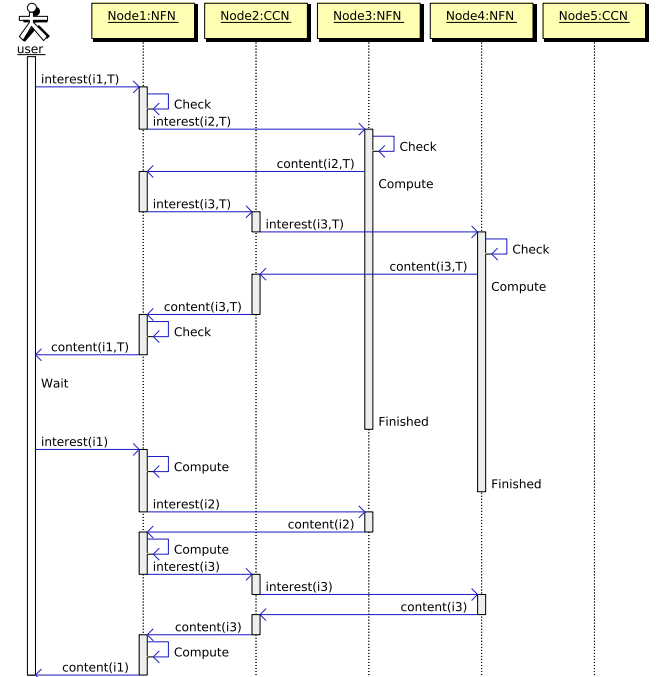 Node1:NFN Node2:CCN Node3:NFN Node4:NFN Node5:CCN
user
interest(i1,T)
Check
interest(i2,T)
Check
content(i2,T)
Compute
interest(i3,T)
interest(i3,T)
Check
content(i3,T)
Compute
content(i3,T)
Check
content(i1,T)
Wait
Finished
interest(i1)
Compute
Finished
interest(i2)
content(i2)
Compute
interest(i3)
interest(i3)
content(i3)
content(i3)
Compute
content(i1)